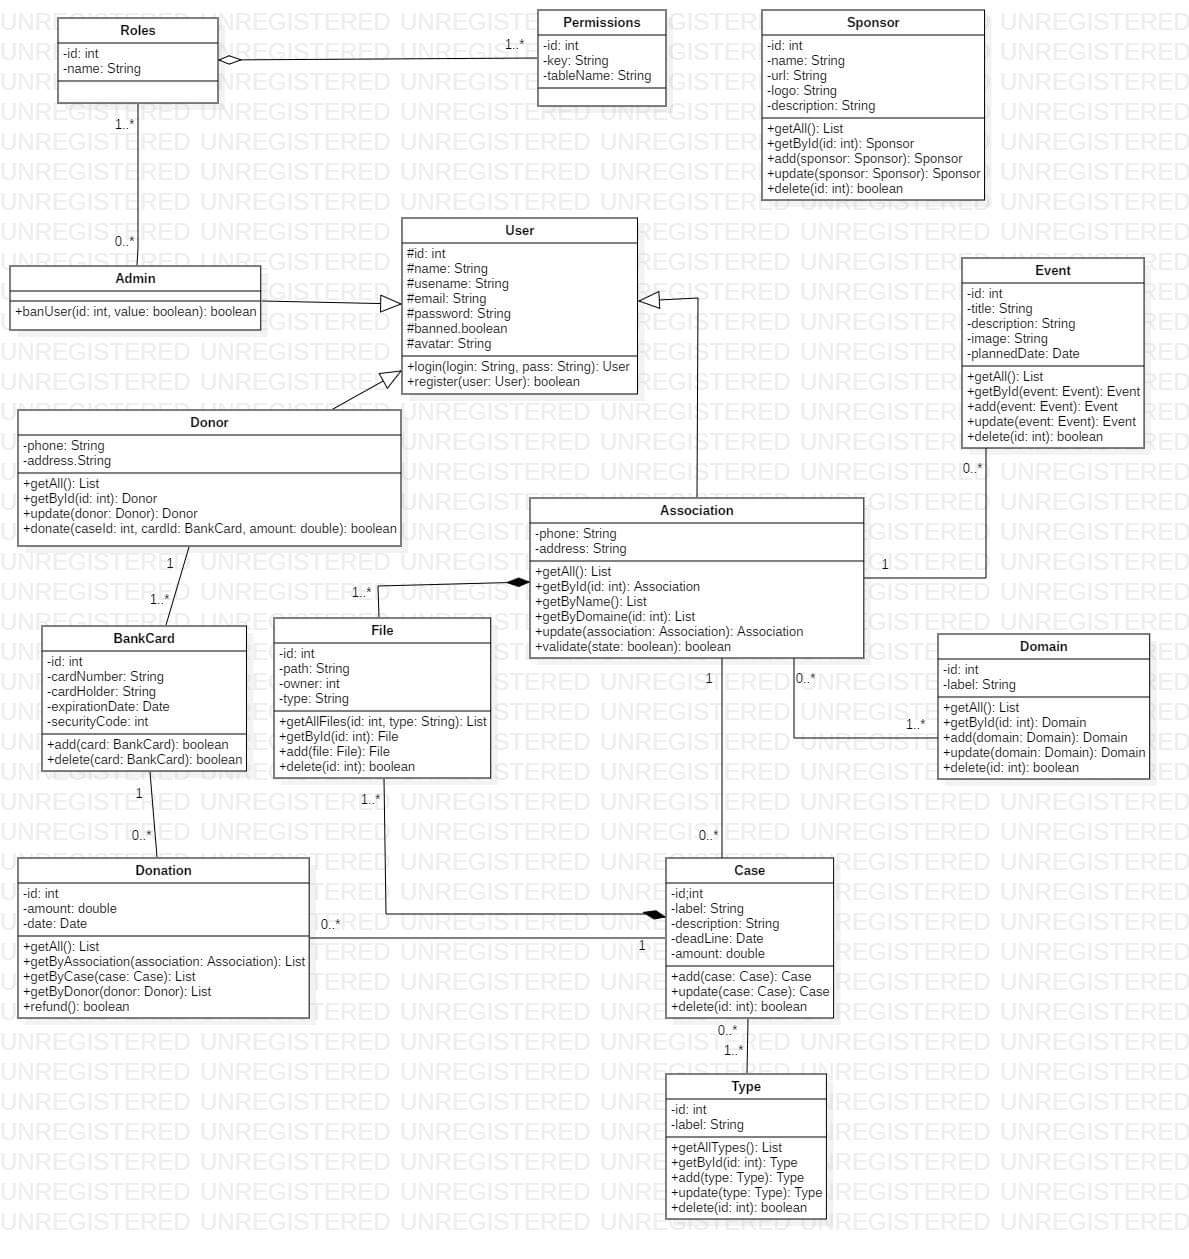 Roles
-id: int
-name: String
1..*
Permissions
-id: int
-key: String
-tableName: String
Sponsor
-id: int
-name: String
-url: String
-logo: String
-description: String
+getAll(): List
+getById(id: int): Sponsor
+add(sponsor: Sponsor): Sponsor
+update(sponsor: Sponsor): Sponsor
+delete(id: int): boolean
1..*
0..*
Admin
+banUser(id: int, value: boolean): boolean
User
#id: int
#name: String
#usename: String
#email: String
#password: String
#banned.boolean
#avatar: String
+login(login: String, pass: String): User
+register(user: User): boolean
Event
-id: int
-title: String
-description: String
-image: String
-plannedDate: Date
+getAll(): List
+getById(event: Event): Event
+add(event: Event): Event
+update(event: Event): Event
+delete(id: int): boolean
0..*
1
Donor
-phone: String
-address.String
+getAll(): List
+getById(id: int): Donor
+update(donor: Donor): Donor
+donate(caseId: int, cardId: BankCard, amount: double): boolean
1
1..*
Association
-phone: String
-address: String
+getAll(): List
+getById(id: int): Association
+getByName(): List
+getByDomaine(id: int): List
+update(association: Association): Association
+validate(state: boolean): boolean
1..*
1
0..*
1..*
BankCard
-id: int
-cardNumber: String
-cardHolder: String
-expirationDate: Date
-securityCode: int
+add(card: BankCard): boolean
+delete(card: BankCard): boolean
File
-id: int
-path: String
-owner: int
-type: String
+getAllFiles(id: int, type: String): List
+getById(id: int): File
+add(file: File): File
+delete(id: int): boolean
Domain
-id: int
-label: String
+getAll(): List
+getById(id: int): Domain
+add(domain: Domain): Domain
+update(domain: Domain): Domain
+delete(id: int): boolean
1
0..*
1..*
0..*
Donation
-id: int
-amount: double
-date: Date
+getAll(): List
+getByAssociation(association: Association): List
+getByCase(case: Case): List
+getByDonor(donor: Donor): List
+refund(): boolean
0..*
1
Case
-id;int
-label: String
-description: String
-deadLine: Date
-amount: double
+add(case: Case): Case
+update(case: Case): Case
+delete(id: int): boolean
0..*
1..*
Type
-id: int
-label: String
+getAllTypes(): List
+getById(id: int): Type
+add(type: Type): Type
+update(type: Type): Type
+delete(id: int): boolean
UNREGISTERED